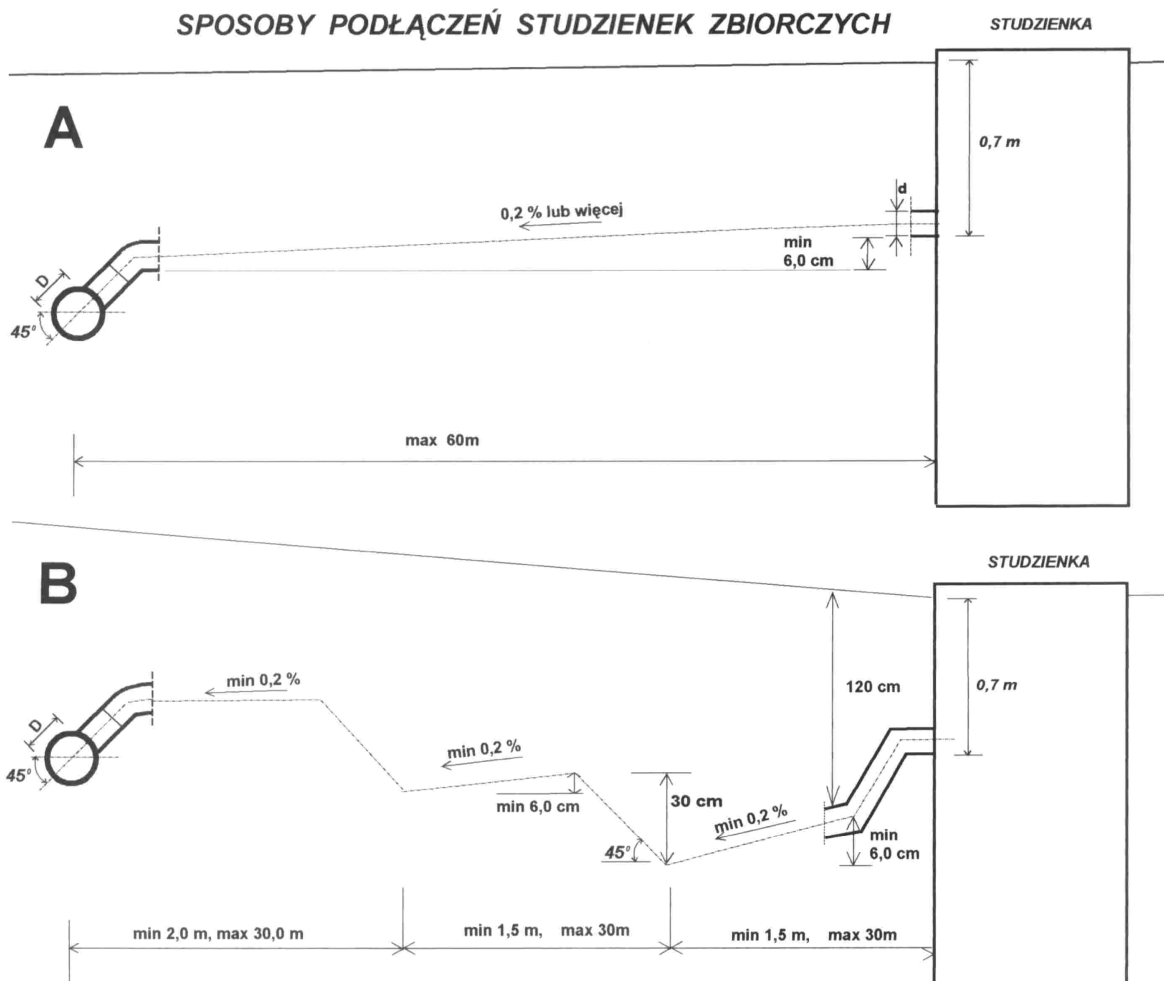 SPOSOBY PODŁĄCZEŃ STUDZIENEK ZBIORCZYCH
STUDZIENKA
A
0,7 m
d
0,2 % lub więcej
min
6,0 cm
D
45°
max 60m
STUDZIENKA
B
min 0,2 %
120 cm
0,7 m
D
45°
min 0,2 %
min 6,0 cm
30 cm
min 0,2 %
45°
min
6,0 cm
min 2,0 m, max 30,0 m
min 1,5 m, max 30m
min 1,5 m, max 30m